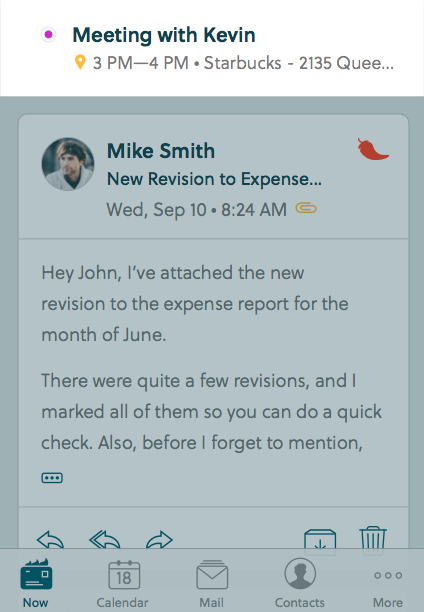 Meeting with Kevin
3 PM—4 PM • Starbucks - 2135 Quee...
Mike Smith
New Revision to Expense...
Wed, Sep 10 • 8:24 AM
Hey John, I’ve attached the new
revision to the expense report for the
month of June.
There were quite a few revisions, and I
marked all of them so you can do a quick
check. Also, before I forget to mention,
18
Now
Calendar
Mail
Contacts
More